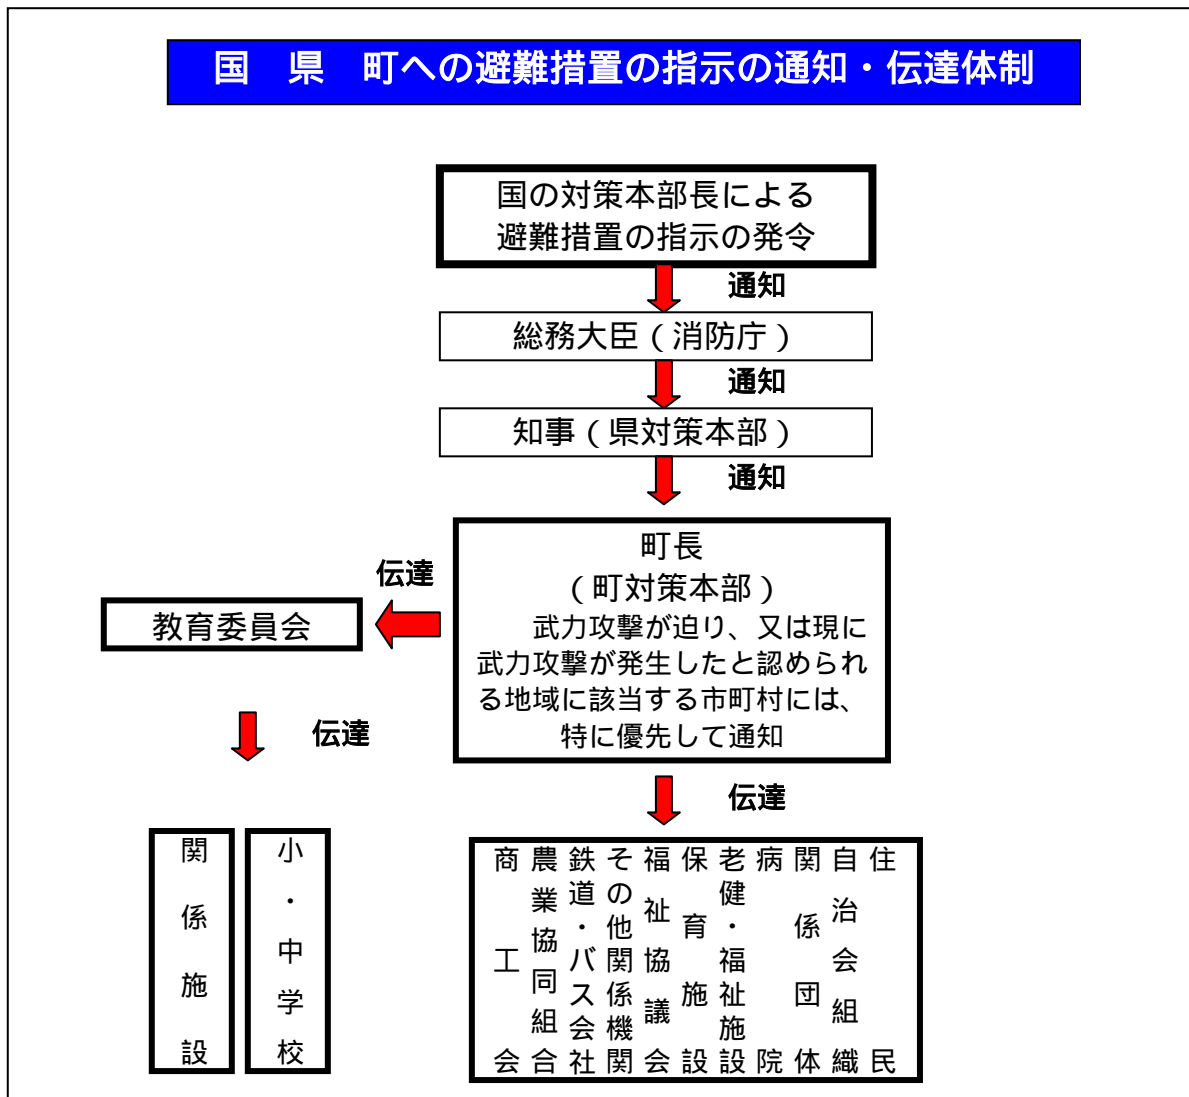 国　県　町への避難措置の指示の通知・伝達体制
国の対策本部長による
避難措置の指示の発令
通知
総務大臣（消防庁）
通知
知事（県対策本部）
通知
町長
（町対策本部）
武力攻撃が迫り、又は現に
武力攻撃が発生したと認められ
る地域に該当する市町村には、
特に優先して通知
伝達
教育委員会
伝達
小・中学校
関係施設
伝達
住民
自治会組織
関係団体
病院
老健・福祉施設
保育施設
福祉協議会
その他関係機関
鉄道・バス会社
農業協同組合
商工会